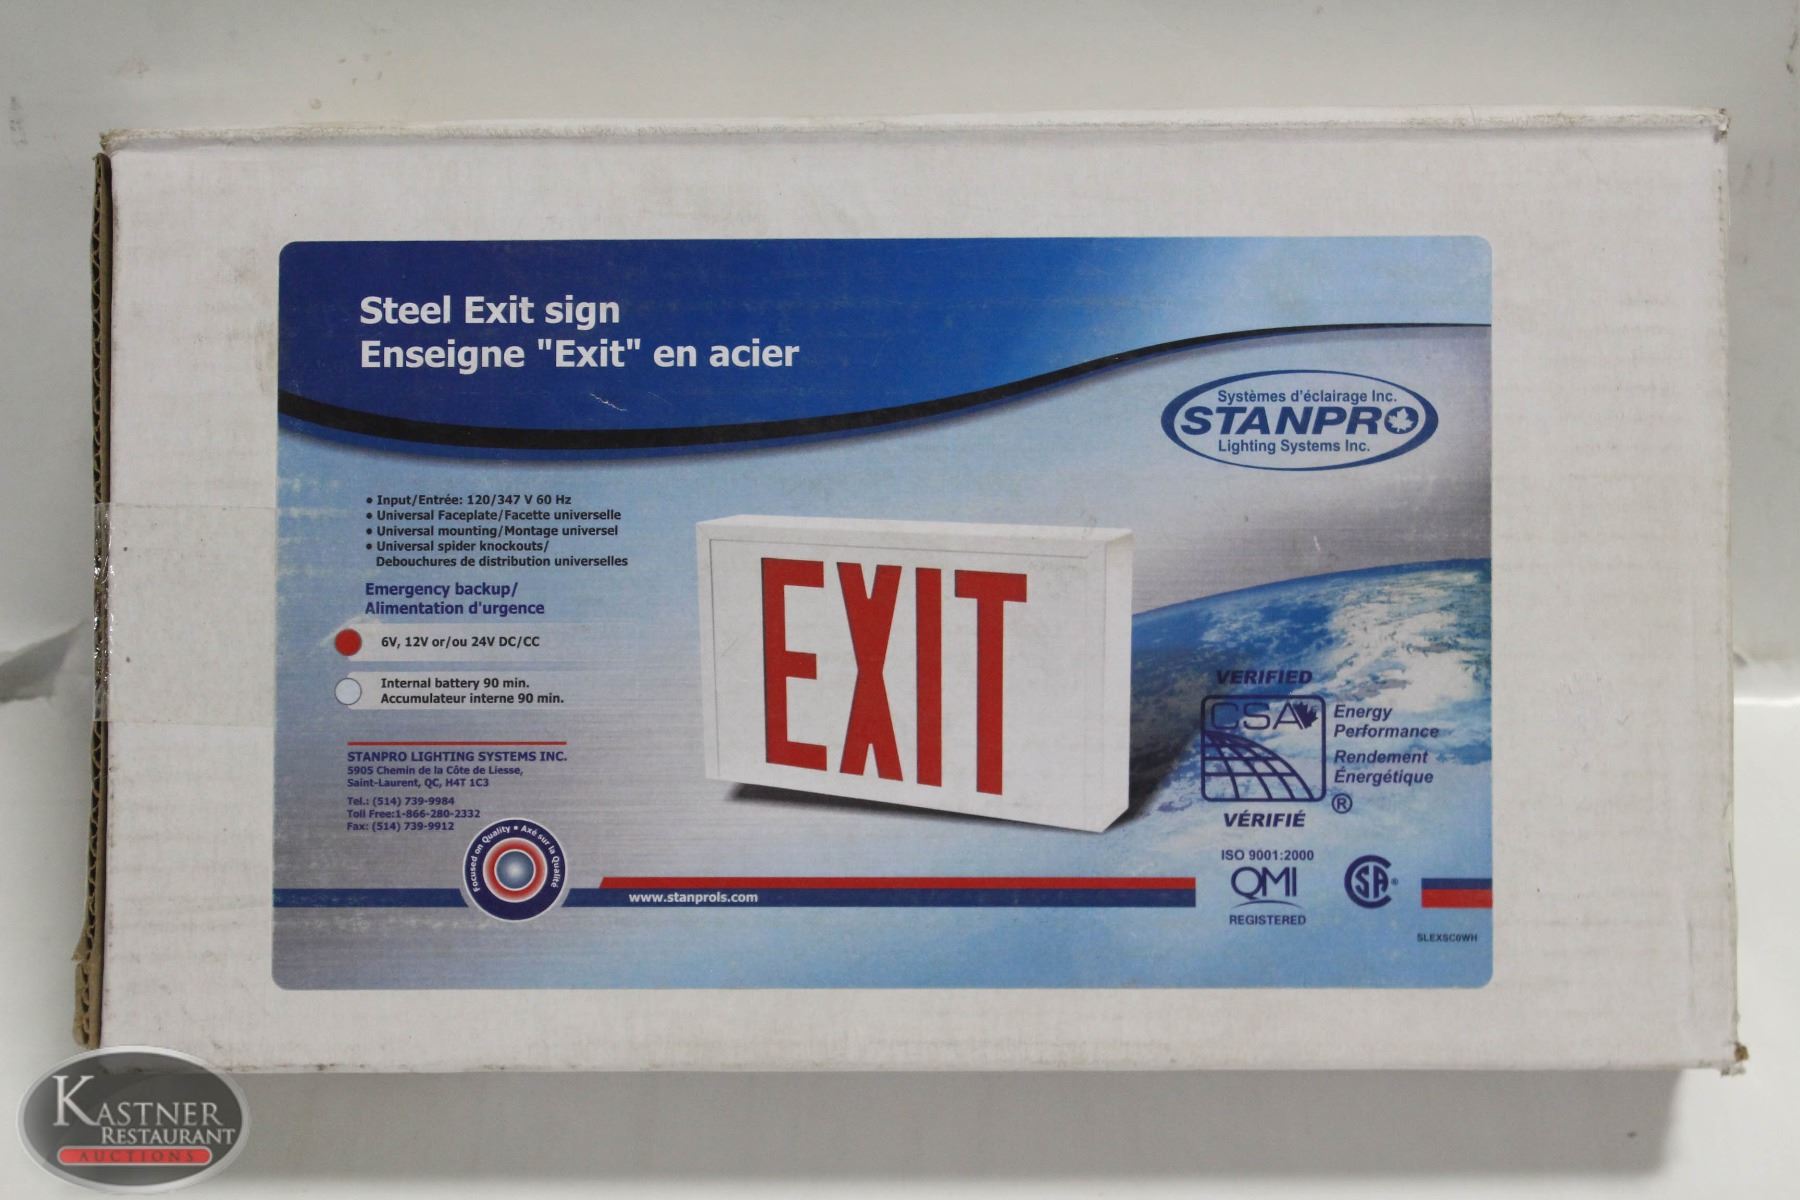 Steel Exit sign
Enseigne "Exit" en acier
Systèmes d'éclairage Inc.
STANPRO
Lighting Systems Inc.
• Input/Entrée: 120/347 V 60 Hz
• Universal Faceplate/Facette universelle
• Universal mounting/Montage universel
• Universal spider knockouts/
Debouchures de distribution universelles
Emergency backup/
Alimentation d'urgence
6V, 12V or/ou 24V DC/CC
Internal battery 90 min.
Accumulateur interne 90 min.
STANPRO LIGHTING SYSTEMS INC.
5905 Chemin de la Côte de Liesse,
Saint-Laurent, QC, H4T 1C3
Tel.: (514) 739-9984
Toll Free:1-866-280-2332
Fax: (514) 739-9912
Focused on Quality • Axé sur la Qualité
www.stanprols.com
EXIT
VERIFIED
CSA
Energy
Performance
Rendement
Énergétique
®
VÉRIFIÉ
ISO 9001:2000
QMI
REGISTERED
CSA®
SLEXSC0WH
KASTNER
RESTAURANT
AUCTIONS